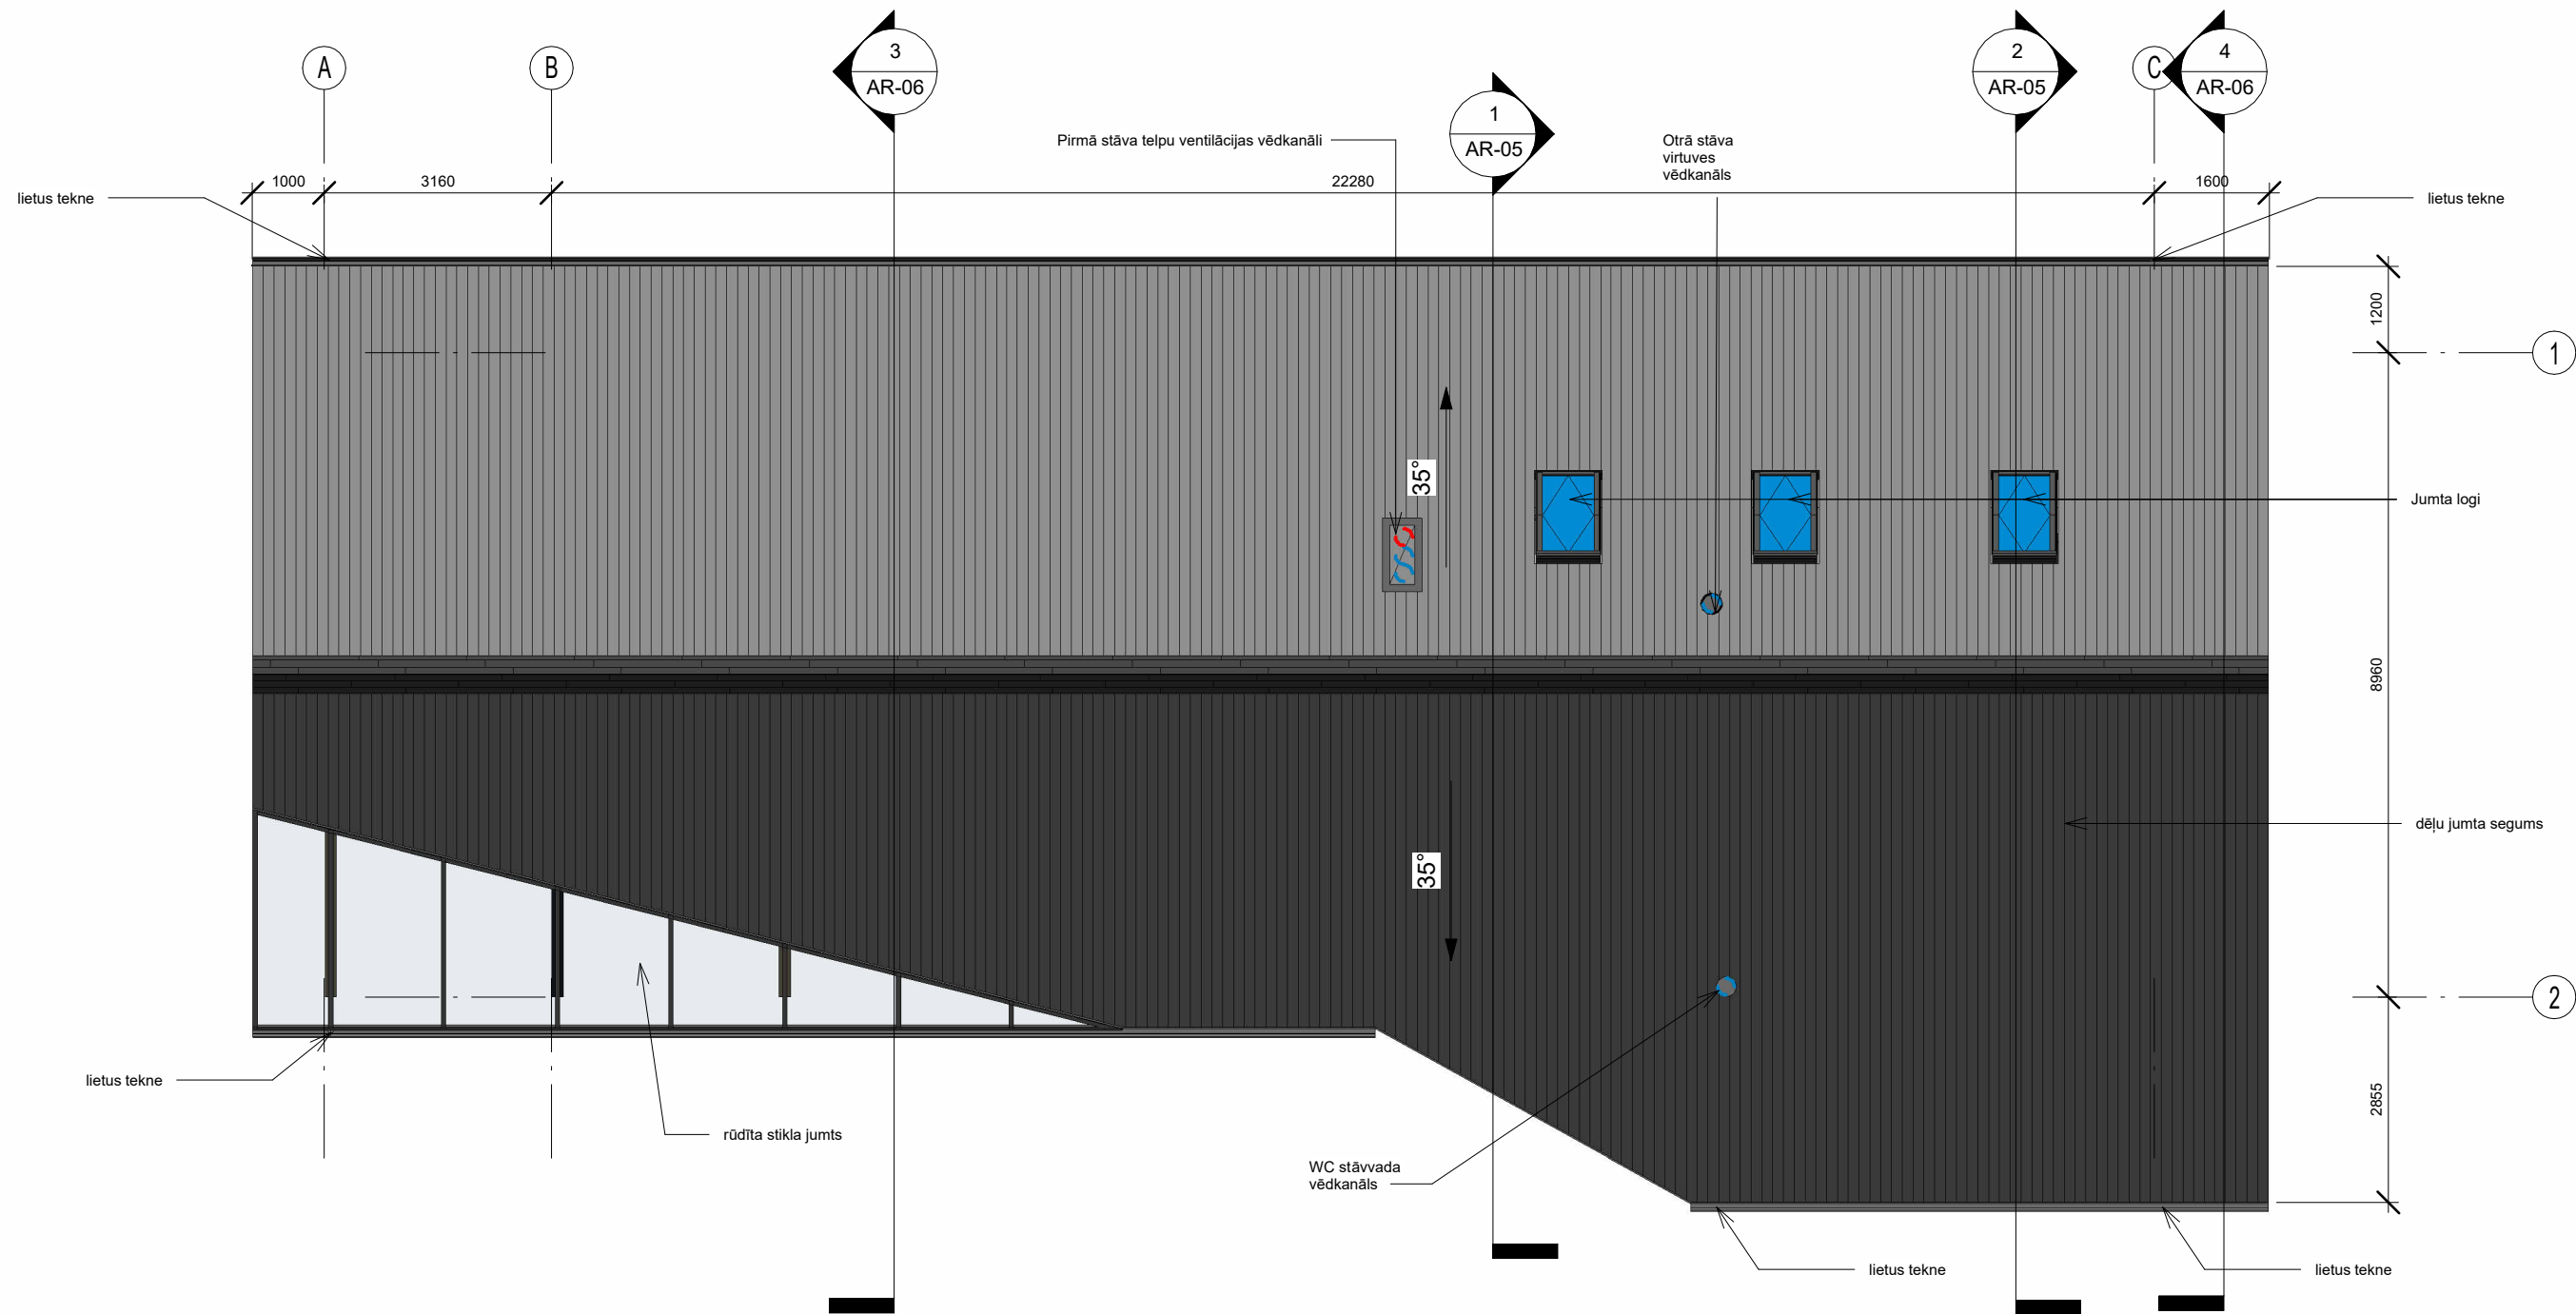 A
B
3
AR-06
1
AR-05
2
AR-05
C
4
AR-06
Pirmā stāva telpu ventilācijas vēdkanāli
Otrā stāva
virtuves
vēdkanāls
1000
3160
22280
1600
lietus tekne
lietus tekne
1200
1
35°
Jumta logi
8960
dēļu jumta segums
35°
2
lietus tekne
2855
rūdīta stikla jumts
WC stāvvada
vēdkanāls
lietus tekne
lietus tekne